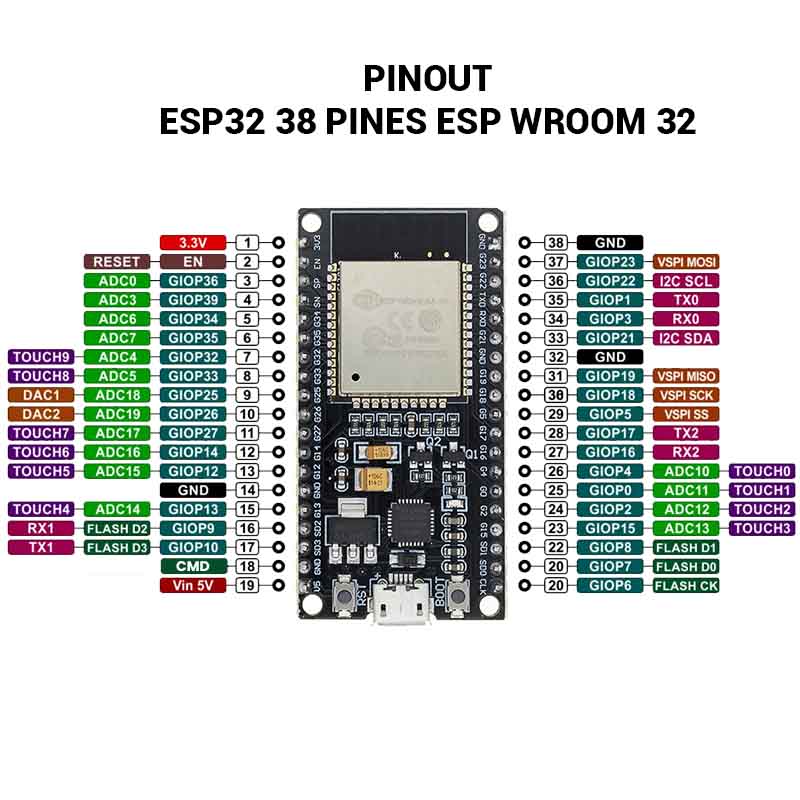 PINOUT
ESP32 38 PINES ESP WROOM 32
3.3V 1
RESET EN 2
ADC0 GIOP36 3
ADC3 GIOP39 4
ADC6 GIOP34 5
ADC7 GIOP35 6
TOUCH9 ADC4 GIOP32 7
TOUCH8 ADC5 GIOP33 8
DAC1 ADC18 GIOP25 9
DAC2 ADC19 GIOP26 10
TOUCH7 ADC17 GIOP27 11
TOUCH6 ADC16 GIOP14 12
TOUCH5 ADC15 GIOP12 13
GND 14
TOUCH4 ADC14 GIOP13 15
RX1 FLASH D2 GIOP9 16
TX1 FLASH D3 GIOP10 17
CMD 18
Vin 5V 19
3V3
EN
SP
SN
G34
G35
G32
G33
G25
G26
G27
G14
G12
GND
G13
SD2
SD3
GND
V5
K.
Q2
Q1
RST
BOOT
GND
G23
G22
TXD
RXD
G21
GND
G19
G18
G5
G17
G16
G4
G0
G2
G15
SD1
SD0
CLK
38 GND
37 GIOP23 VSPI MOSI
36 GIOP22 I2C SCL
35 GIOP1 TX0
34 GIOP3 RX0
33 GIOP21 I2C SDA
32 GND
31 GIOP19 VSPI MISO
30 GIOP18 VSPI SCK
29 GIOP5 VSPI SS
28 GIOP17 TX2
27 GIOP16 RX2
26 GIOP4 ADC10 TOUCH0
25 GIOP0 ADC11 TOUCH1
24 GIOP2 ADC12 TOUCH2
23 GIOP15 ADC13 TOUCH3
22 GIOP8 FLASH D1
20 GIOP7 FLASH D0
20 GIOP6 FLASH CK